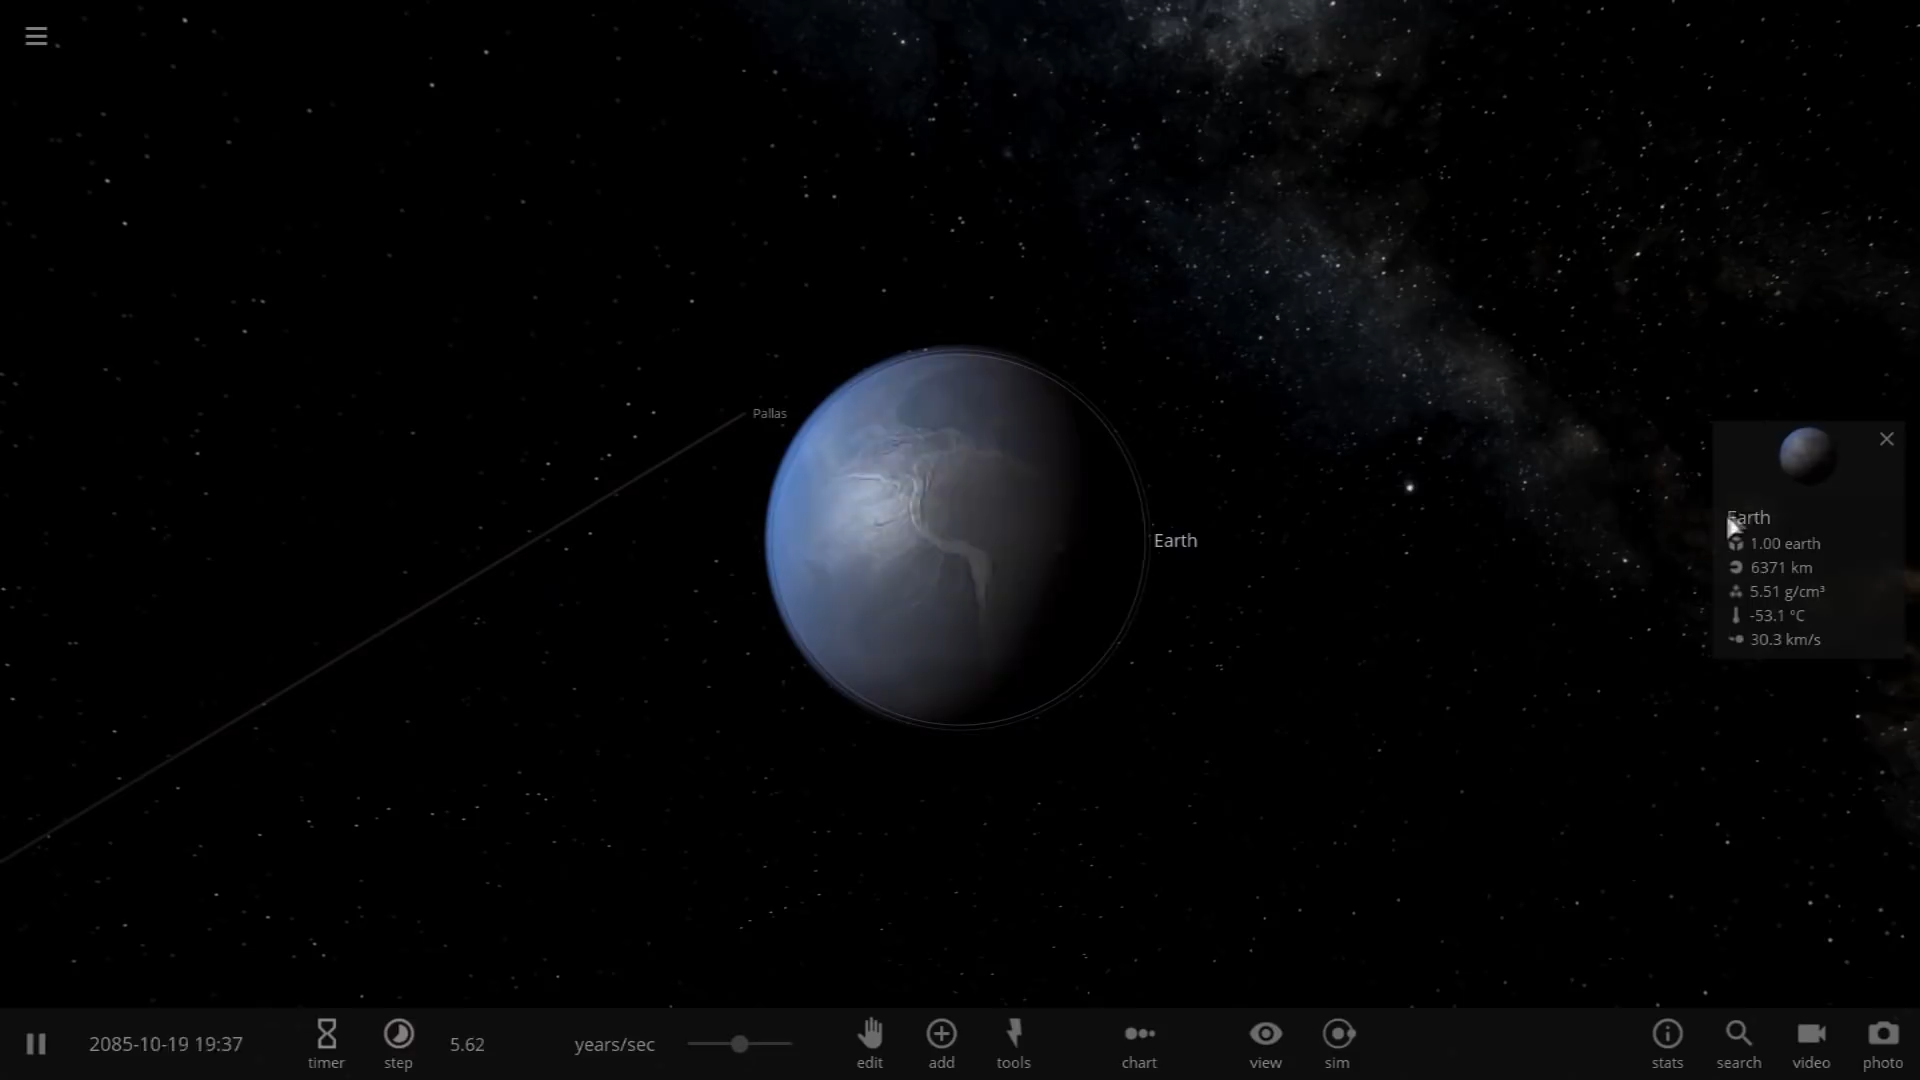 Pallas
Earth
Earth
1.00 earth
6371 km
5.51 g/cm³
-53.1 °C
30.3 km/s
2085-10-19 19:37
timer
step
5.62
years/sec
edit
add
tools
chart
view
sim
stats
search
video
photo